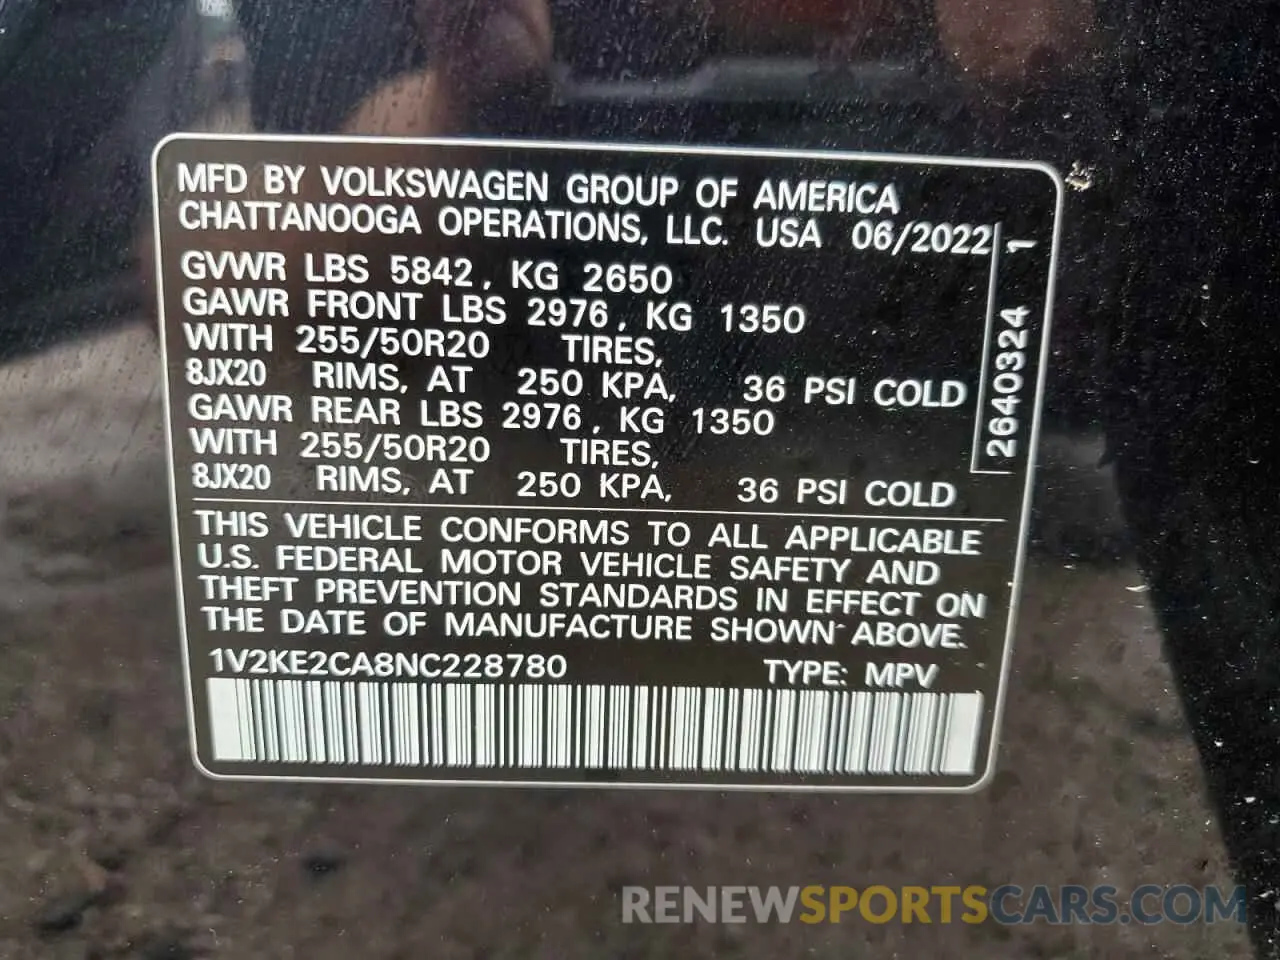 MFD BY VOLKSWAGEN GROUP OF AMERICA
CHATTANOOGA OPERATIONS, LLC. USA 06/2022
GVWR LBS 5842, KG 2650
GAWR FRONT LBS 2976, KG 1350
WITH 255/50R20 TIRES,
8JX20 RIMS, AT 250 KPA, 36 PSI COLD
GAWR REAR LBS 2976, KG 1350
WITH 255/50R20 TIRES,
8JX20 RIMS, AT 250 KPA, 36 PSI COLD
2640324 1
THIS VEHICLE CONFORMS TO ALL APPLICABLE
U.S. FEDERAL MOTOR VEHICLE SAFETY AND
THEFT PREVENTION STANDARDS IN EFFECT ON
THE DATE OF MANUFACTURE SHOWN ABOVE.
1V2KE2CA8NC228780 TYPE: MPV
RENEWSPORTSCARS.COM